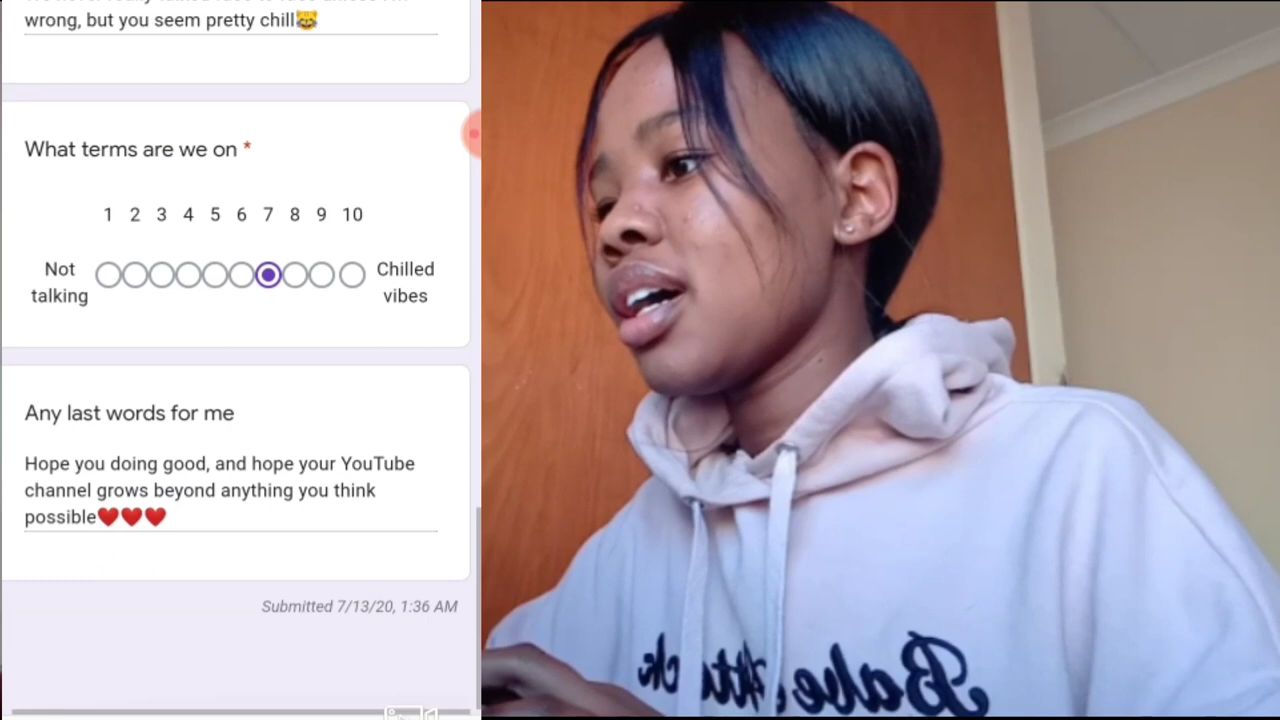 wrong, but you seem pretty chill😹
What terms are we on *
1 2 3 4 5 6 7 8 9 10
Not talking
Chilled vibes
Any last words for me
Hope you doing good, and hope your YouTube
channel grows beyond anything you think
possible❤️❤️❤️
Submitted 7/13/20, 1:36 AM
Babe